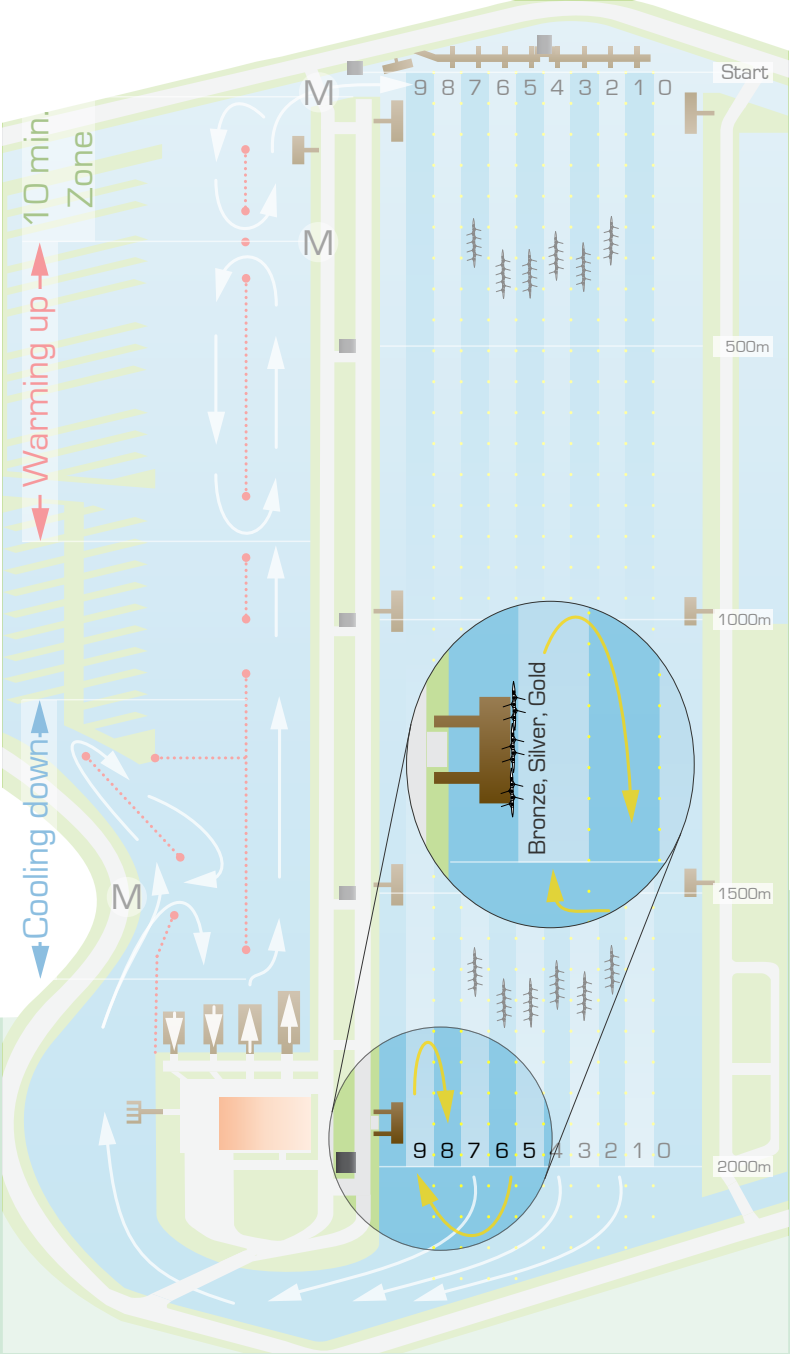 Start
9 8 7 6 5 4 3 2 1 0
M
10 min.
Zone
M
Warming up
500m
1000m
Bronze, Silver, Gold
Cooling down
M
1500m
9 8 7 6 5 4 3 2 1 0
2000m